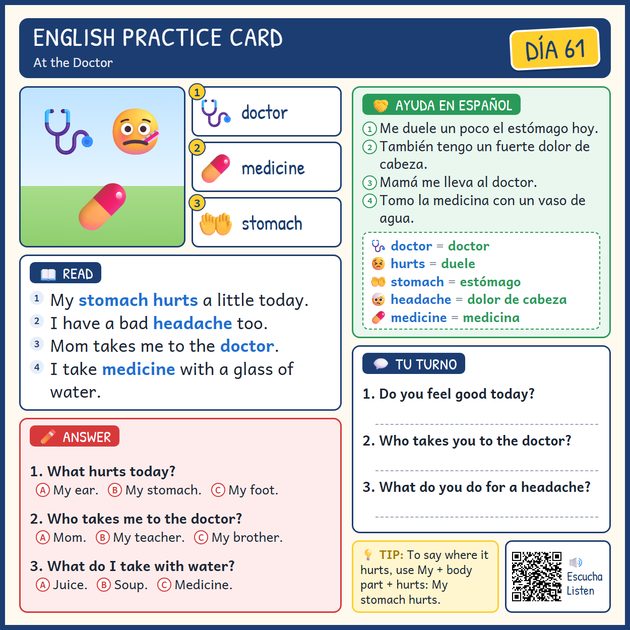 ENGLISH PRACTICE CARD
At the Doctor
DÍA 61
1 doctor
2 medicine
3 stomach
READ
1 My stomach hurts a little today.
2 I have a bad headache too.
3 Mom takes me to the doctor.
4 I take medicine with a glass of
water.
ANSWER
1. What hurts today?
A My ear. B My stomach. C My foot.
2. Who takes me to the doctor?
A Mom. B My teacher. C My brother.
3. What do I take with water?
A Juice. B Soup. C Medicine.
AYUDA EN ESPAÑOL
1 Me duele un poco el estómago hoy.
2 También tengo un fuerte dolor de
cabeza.
3 Mamá me lleva al doctor.
4 Tomo la medicina con un vaso de
agua.
doctor = doctor
hurts = duele
stomach = estómago
headache = dolor de cabeza
medicine = medicina
TU TURNO
1. Do you feel good today?
2. Who takes you to the doctor?
3. What do you do for a headache?
TIP: To say where it
hurts, use My + body
part + hurts: My
stomach hurts.
Escucha
Listen